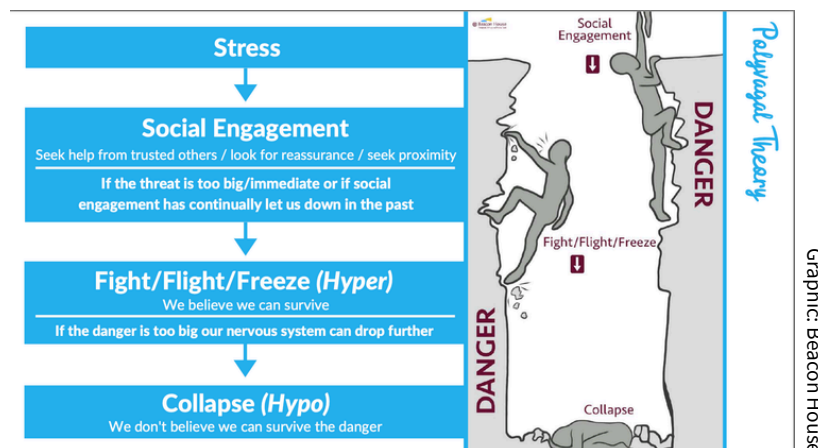 Stress
Social Engagement
Seek help from trusted others / look for reassurance / seek proximity
If the threat is too big/immediate or if social
engagement has continually let us down in the past
Fight/Flight/Freeze (Hyper)
We believe we can survive
If the danger is too big our nervous system can drop further
Collapse (Hypo)
We don't believe we can survive the danger
Social
Engagement
DANGER
Fight/Flight/Freeze
DANGER
Collapse
Polyvagal Theory
Graphic: Beacon House